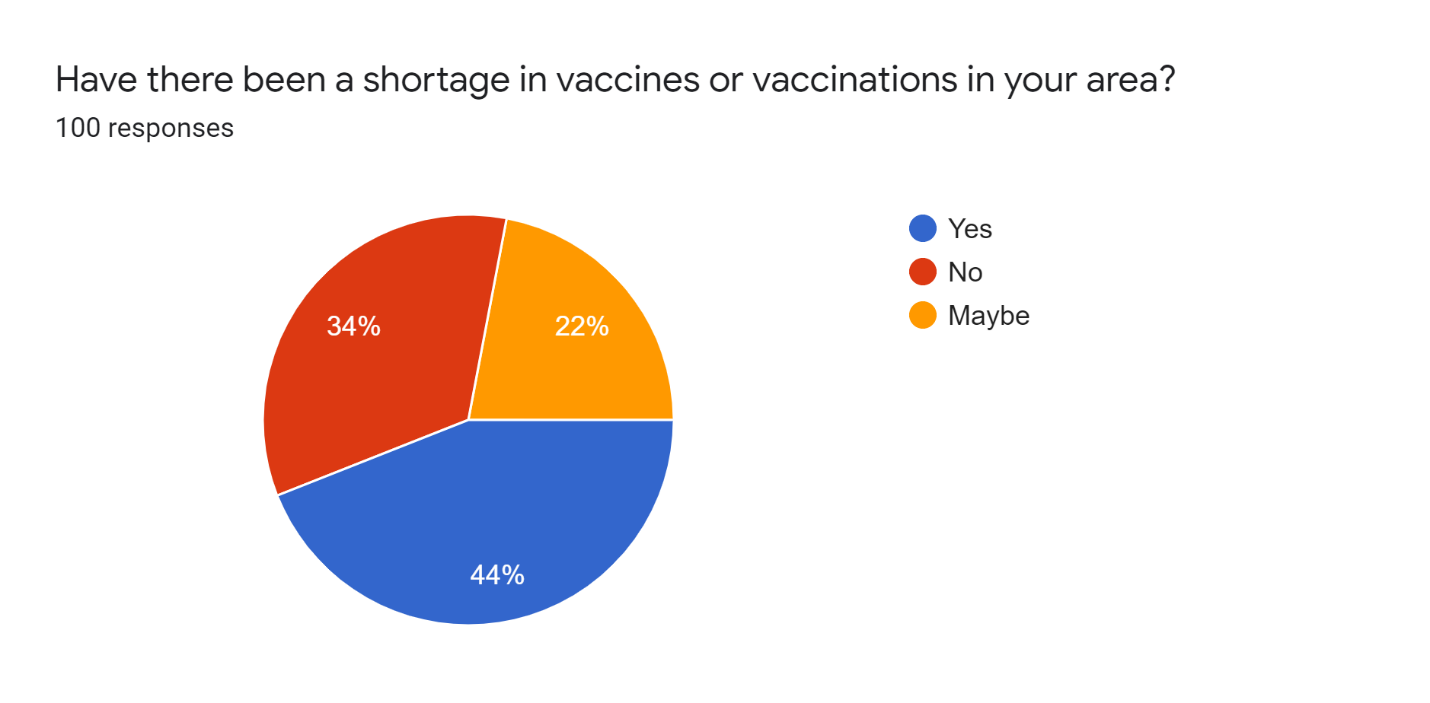 Have there been a shortage in vaccines or vaccinations in your area?
100 responses
Yes
No
Maybe
34%
22%
44%